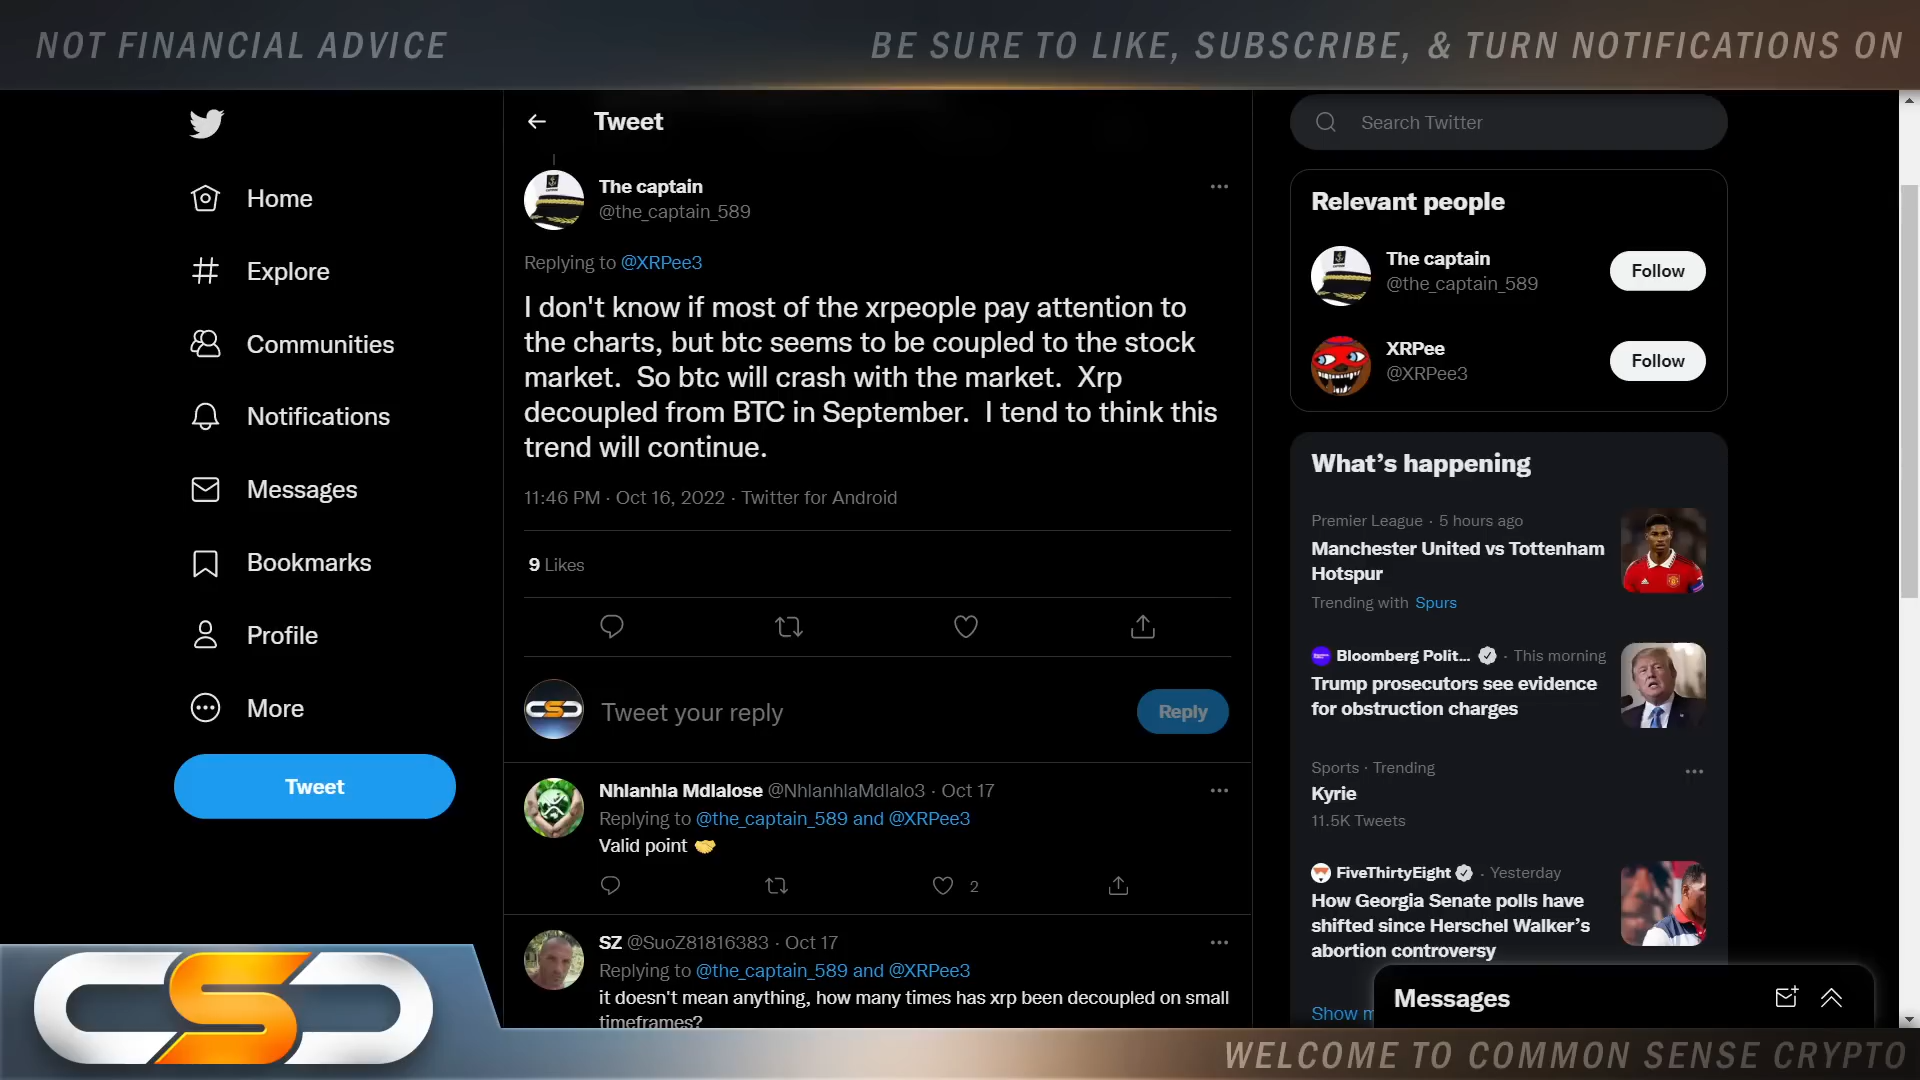 NOT FINANCIAL ADVICE
BE SURE TO LIKE, SUBSCRIBE, & TURN NOTIFICATIONS ON
Home
Explore
Communities
Notifications
Messages
Bookmarks
Profile
More
Tweet
Tweet
The captain
@the_captain_589
Replying to @XRPee3
I don't know if most of the xrpeople pay attention to
the charts, but btc seems to be coupled to the stock
market.  So btc will crash with the market.  Xrp
decoupled from BTC in September.  I tend to think this
trend will continue.
11:46 PM · Oct 16, 2022 · Twitter for Android
9 Likes
Tweet your reply
Reply
Nhlanhla Mdlalose @NhlanhlaMdlalo3 · Oct 17
Replying to @the_captain_589 and @XRPee3
Valid point 🤝
2
SZ @SuoZ81816383 · Oct 17
Replying to @the_captain_589 and @XRPee3
it doesn't mean anything, how many times has xrp been decoupled on small
timeframes?
Search Twitter
Relevant people
The captain
@the_captain_589
Follow
XRPee
@XRPee3
Follow
What's happening
Premier League · 5 hours ago
Manchester United vs Tottenham
Hotspur
Trending with Spurs
Bloomberg Polit... · This morning
Trump prosecutors see evidence
for obstruction charges
Sports · Trending
Kyrie
11.5K Tweets
FiveThirtyEight · Yesterday
How Georgia Senate polls have
shifted since Herschel Walker's
abortion controversy
Show m
Messages
CSC
WELCOME TO COMMON SENSE CRYPTO